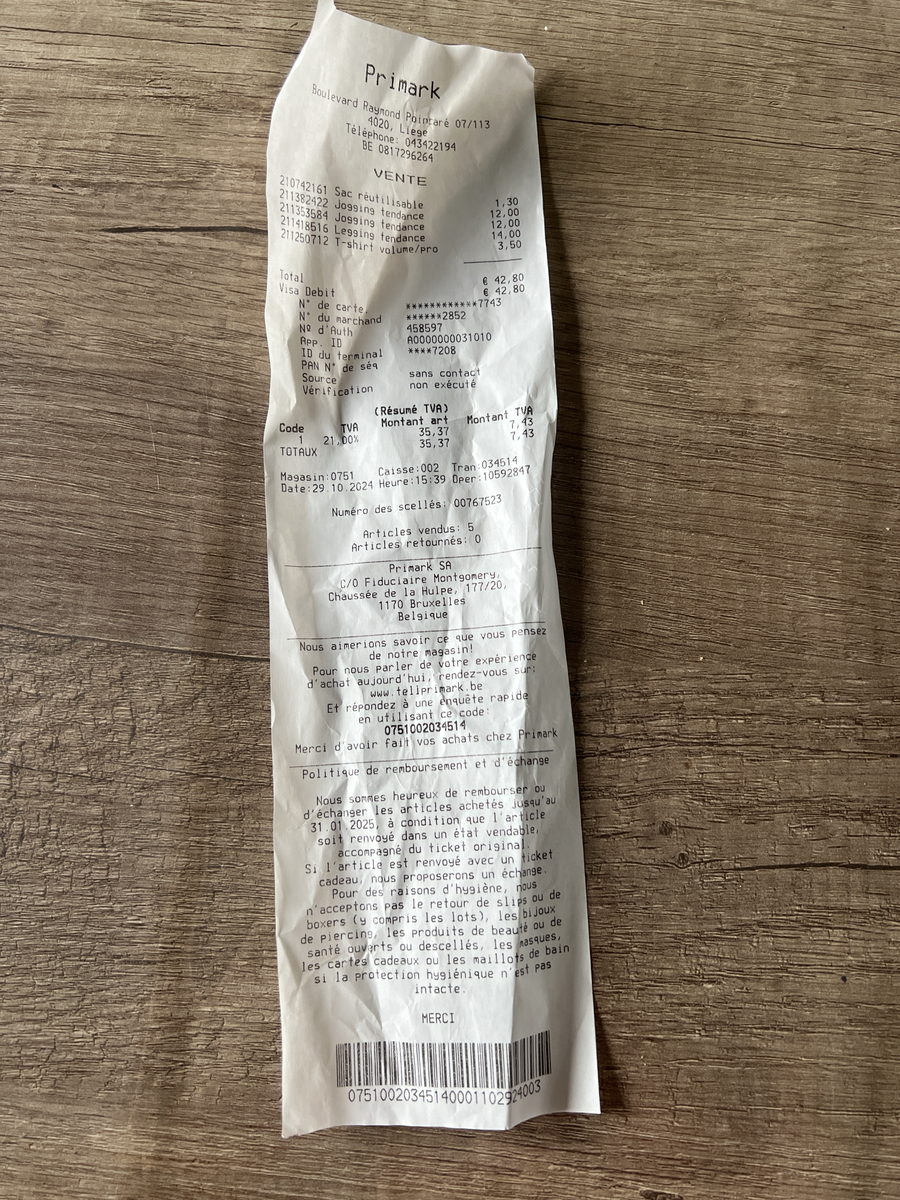 Primark
Boulevard Raymond Poincaré 07/113
4020, Liege
Téléphone: 043422194
BE 0817296264
VENTE
210742161 Sac réutilisable 1,30
211382422 Jogging tendance 12,00
211353584 Jogging tendance 12,00
211418516 Legging tendance 14,00
211250712 T-shirt volume/pro 3,50
Total € 42,80
Visa Debit € 42,80
N° de carte ************7743
N° du marchand ******2852
Nº d'Auth 458597
App. ID A0000000031010
ID du terminal ****7208
PAN N° de séq
Source sans contact
Vérification non exécuté
(Résumé TVA)
Code TVA Montant art Montant TVA
1 21,00% 35,37 7,43
TOTAUX 35,37 7,43
Magasin:0751 Caisse:002 Tran:034514
Date:29.10.2024 Heure:15:39 Oper:10592847
Numéro des scellés: 00767523
Articles vendus: 5
Articles retournés: 0
Primark SA
C/O Fiduciaire Montgomery,
Chaussée de la Hulpe, 177/20,
1170 Bruxelles
Belgique
Nous aimerions savoir ce que vous pensez
de notre magasin!
Pour nous parler de votre expérience
d'achat aujourd'hui, rendez-vous sur:
www.tellprimark.be
Et répondez à une enquête rapide
en utilisant ce code:
0751002034514
Merci d'avoir fait vos achats chez Primark
Politique de remboursement et d'échange
Nous sommes heureux de rembourser ou
d'échanger les articles achetés jusqu'au
31.01.2025, à condition que l'article
soit renvoyé dans un état vendable,
accompagné du ticket original.
Si l'article est renvoyé avec un ticket
cadeau, nous proposerons un échange.
Pour des raisons d'hygiène, nous
n'acceptons pas le retour de slips ou de
boxers (y compris les lots), les bijoux
de piercing, les produits de beauté ou de
santé ouverts ou descellés, les masques,
les cartes cadeaux ou les maillots de bain
si la protection hygiénique n'est pas
intacte.
MERCI
07510020345140001102924003